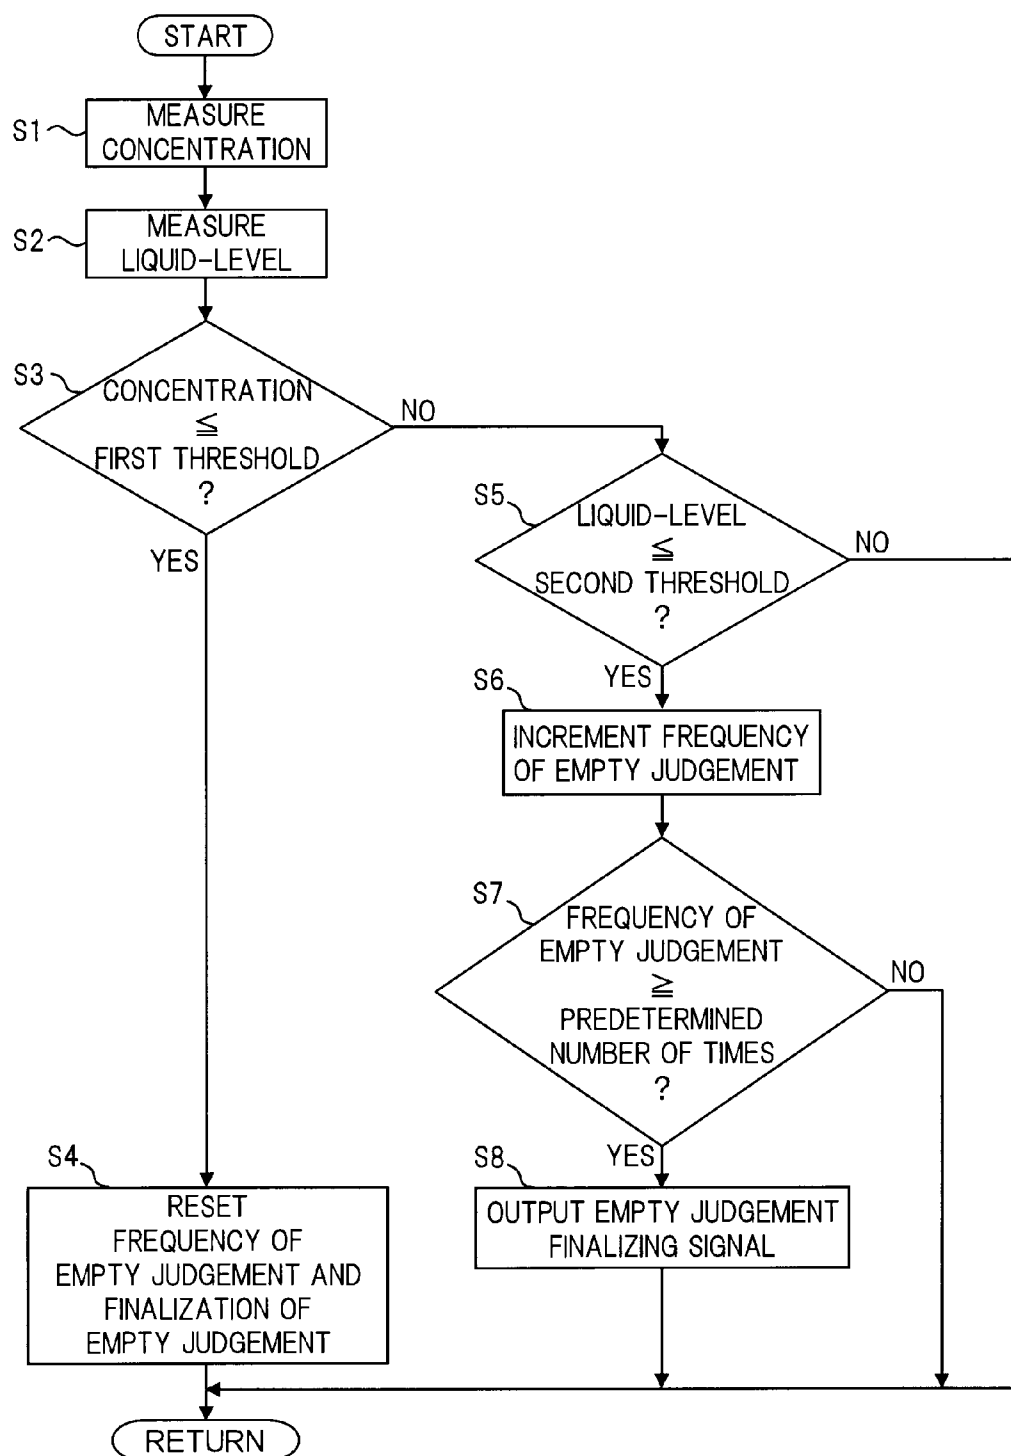 START
S1
MEASURE
CONCENTRATION
S2
MEASURE
LIQUID-LEVEL
S3
CONCENTRATION
≦
FIRST THRESHOLD
?
NO
YES
S5
LIQUID-LEVEL
≦
SECOND THRESHOLD
?
NO
YES
S6
INCREMENT FREQUENCY
OF EMPTY JUDGEMENT
S7
FREQUENCY OF
EMPTY JUDGEMENT
≧
PREDETERMINED
NUMBER OF TIMES
?
NO
YES
S4
RESET
FREQUENCY OF
EMPTY JUDGEMENT AND
FINALIZATION OF
EMPTY JUDGEMENT
S8
OUTPUT EMPTY JUDGEMENT
FINALIZING SIGNAL
RETURN